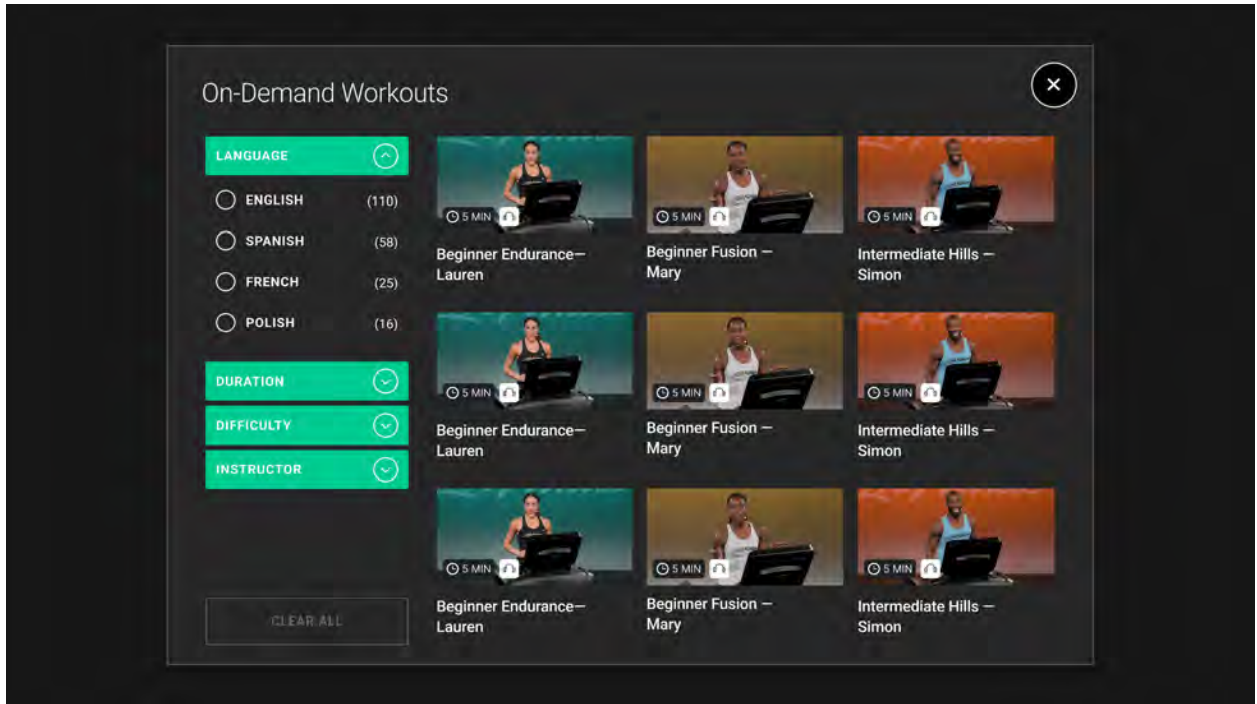 On-Demand Workouts
LANGUAGE
ENGLISH (110)
SPANISH (58)
FRENCH (25)
POLISH (16)
DURATION
DIFFICULTY
INSTRUCTOR
CLEAR ALL
5 MIN
Beginner Endurance—
Lauren
5 MIN
Beginner Fusion —
Mary
5 MIN
Intermediate Hills —
Simon
5 MIN
Beginner Endurance—
Lauren
5 MIN
Beginner Fusion —
Mary
5 MIN
Intermediate Hills —
Simon
5 MIN
Beginner Endurance—
Lauren
5 MIN
Beginner Fusion —
Mary
5 MIN
Intermediate Hills —
Simon